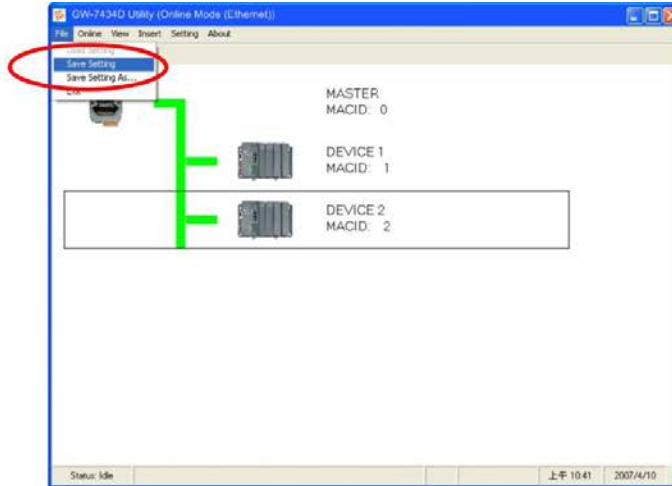 GW-7434D Utility (Online Mode (Ethernet))
File Online View Insert Setting About
Load Setting
Save Setting
Save Setting As...
Exit
MASTER
MACID: 0
DEVICE 1
MACID: 1
DEVICE 2
MACID: 2
Status: Idle 上午 10:41 2007/4/10